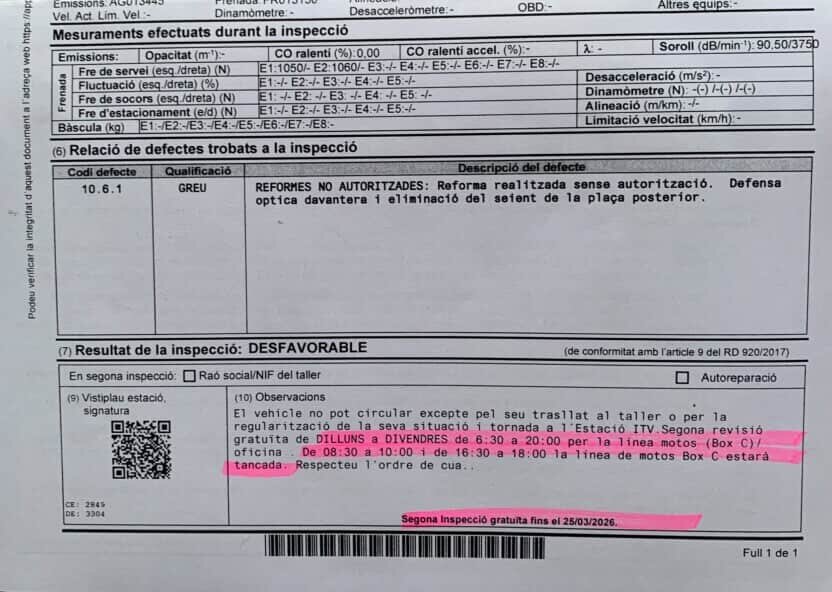 Emissions: AG013445
OBD:-
Altres equips:-
Vel. Act. Lim. Vel.:-
Dinamòmetre:-
Desacceleròmetre:-
Mesuraments efectuats durant la inspecció
Emissions: Opacitat (m-1):- CO ralentí (%):0,00 CO ralentí accel. (%):- λ: - Soroll (dB/min-1): 90,50/3750
Frenada
Fre de servei (esq./dreta) (N) E1:1050/- E2:1060/- E3:-/- E4:-/- E5:-/- E6:-/- E7:-/- E8:-/-
Fluctuació (esq./dreta) (%) E1:-/- E2:-/- E3:-/- E4:-/- E5:-/-
Fre de socors (esq./dreta) (N) E1: -/- E2:-/- E3: -/- E4: -/- E5: -/-
Fre d'estacionament (e/d) (N) E1:-/- E2:-/- E3:-/- E4:-/- E5:-/-
Bàscula (kg) E1:-/E2:-/E3:-/E4:-/E5:-/E6:-/E7:-/E8:-
Desacceleració (m/s²):-
Dinamòmetre (N): -(-) /-(-) /-(-)
Alineació (m/km): -/-
Limitació velocitat (km/h):-
(6) Relació de defectes trobats a la inspecció
Codi defecte Qualificació Descripció del defecte
10.6.1 GREU REFORMES NO AUTORITZADES: Reforma realitzada sense autorització. Defensa
optica davantera i eliminació del seient de la plaça posterior.
(7) Resultat de la inspecció: DESFAVORABLE (de conformitat amb l'article 9 del RD 920/2017)
En segona inspecció: Raó social/NIF del taller Autoreparació
(9) Vistiplau estació,
signatura
CE: 2849
DE: 3304
(10) Observacions
El vehicle no pot circular excepte pel seu trasllat al taller o per la
regularització de la seva situació i tornada a l'Estació ITV.Segona revisió
gratuïta de DILLUNS a DIVENDRES de 6:30 a 20:00 per la línea motos (Box C)/
oficina . De 08:30 a 10:00 i de 16:30 a 18:00 la línea de motos Box C estarà
tancada. Respecteu l'ordre de cua..
Segona Inspecció gratuïta fins el 25/03/2026.
Full 1 de 1
Podeu verificar la integritat d'aquest document a l'adreça web https://app